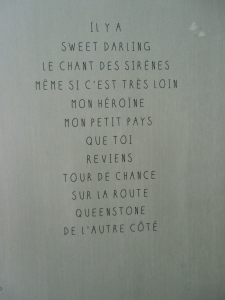 IL Y A
SWEET DARLING
LE CHANT DES SIRÈNES
MÊME SI C'EST TRÈS LOIN
MON HÉROÏNE
MON PETIT PAYS
QUE TOI
REVIENS
TOUR DE CHANCE
SUR LA ROUTE
QUEENSTONE
DE L'AUTRE CÔTÉ